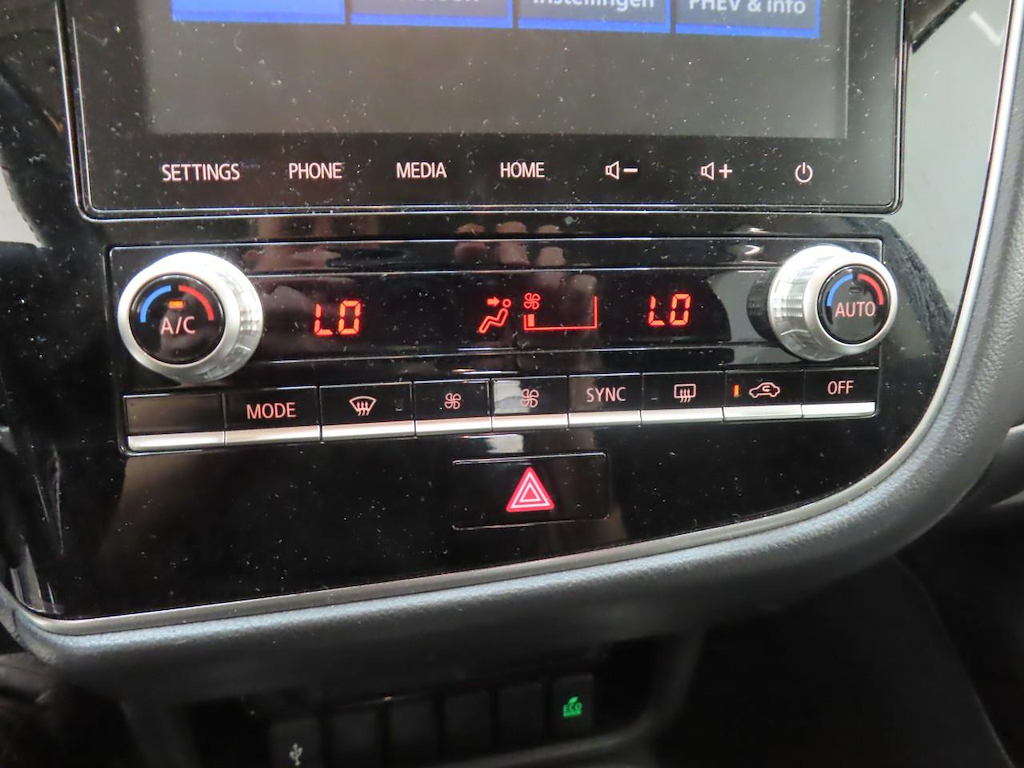 instellingen
PHEV & info
SETTINGS PHONE MEDIA HOME
A/C LO LO AUTO
MODE SYNC OFF
ECO